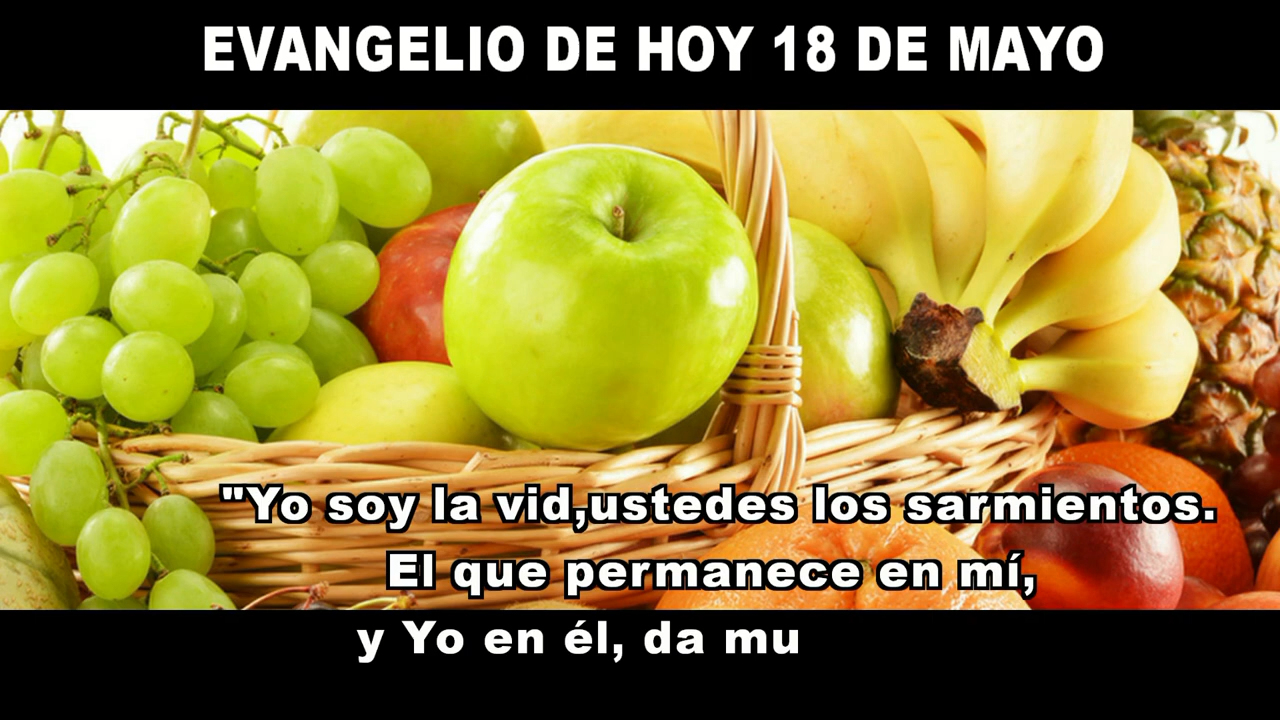 EVANGELIO DE HOY 18 DE MAYO
"Yo soy la vid,ustedes los sarmientos.
El que permanece en mí,
y Yo en él, da mu